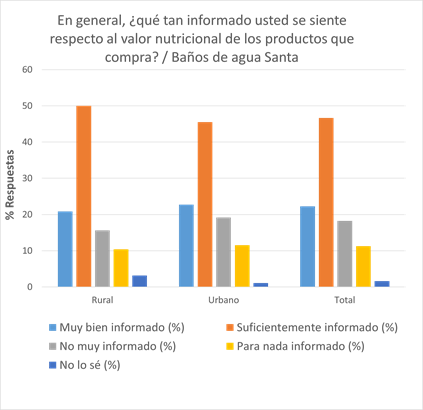 En general, ¿qué tan informado usted se siente
respecto al valor nutricional de los productos que
compra? / Baños de agua Santa
% Respuestas
60
50
40
30
20
10
0
Rural Urbano Total
Muy bien informado (%) Suficientemente informado (%)
No muy informado (%) Para nada informado (%)
No lo sé (%)